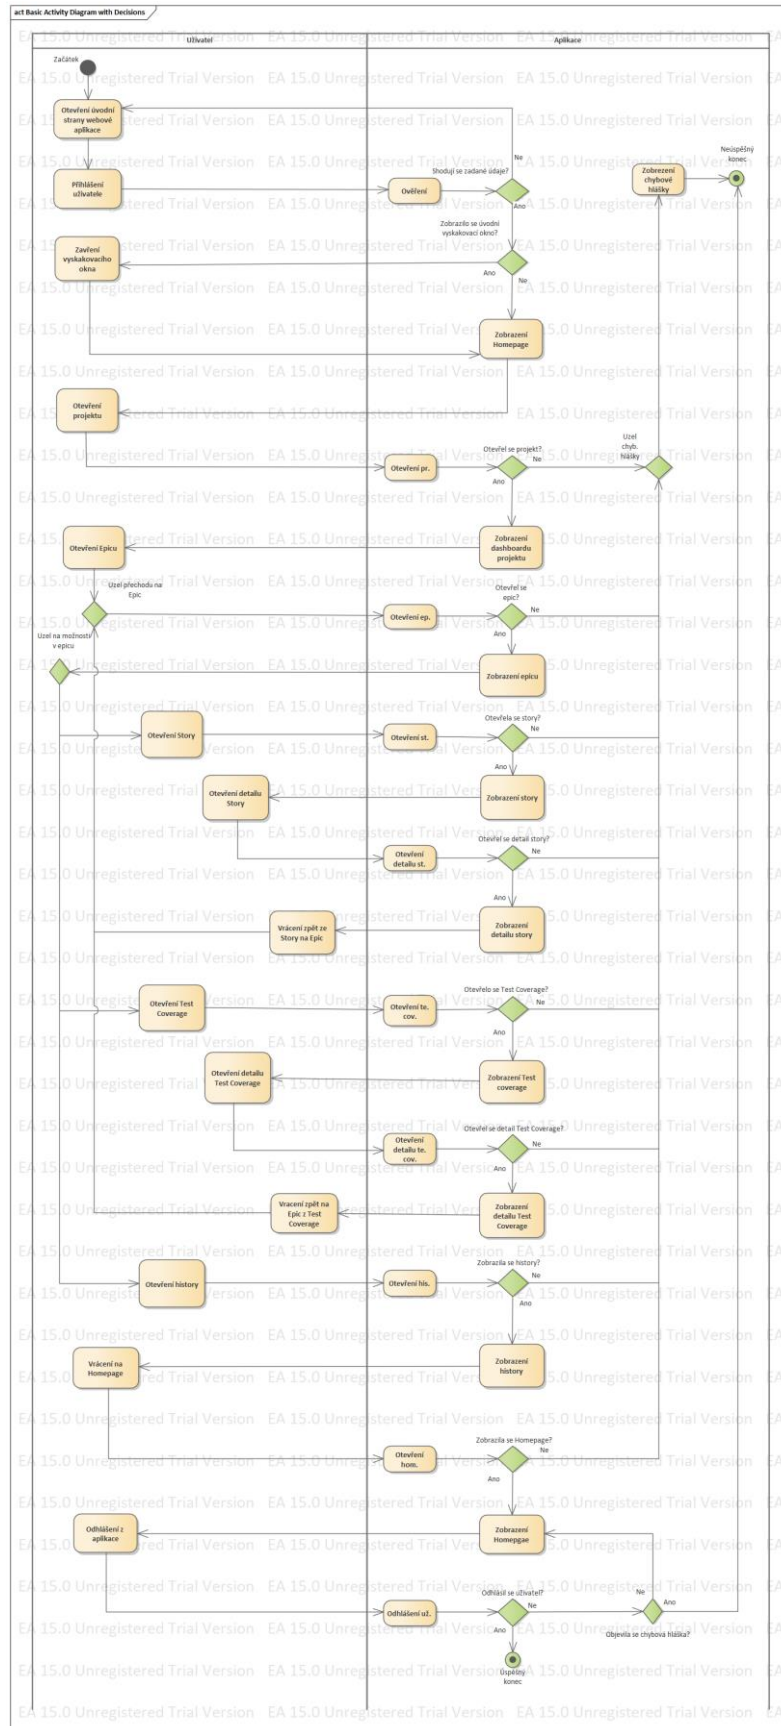 act Basic Activity Diagram with Decisions
Uživatel
Aplikace
Začátek
Otevření úvodní
strany webové
aplikace
Ne
Neúspěšný
konec
Shodují se zadané údaje?
Zobrezení
chybové
hlášky
Přihlášení
uživatele
Ověření
Ano
Zobrazilo se úvodní
vyskakovací okno?
Zavření
vyskakovacího
okna
Ano
Ne
Zobrazení
Homepage
Otevření
projektu
Uzel
chyb.
hlášky
Otevřel se projekt?
Ne
Otevření pr.
Ano
Otevření Epicu
Zobrazení
dashboardu
projektu
Uzel přechodu na
Epic
Otevřel se
epic?
Ne
Otevření ep.
Ano
Uzel na možnosti
v epicu
Zobrazení epicu
Otevřela se story?
Ne
Otevření Story
Otevření st.
Ano
Otevření detailu
Story
Zobrazení story
Otevřel se detail story?
Ne
Otevření
detailu st.
Ano
Vrácení zpět ze
Story na Epic
Zobrazení
detailu story
Otevřelo se Test Coverage?
Ne
Otevření Test
Coverage
Otevření te.
cov.
Ano
Otevření detailu
Test Coverage
Zobrazení Test
coverage
Otevřel se detail Test Coverage?
Ne
Otevření
detailu te.
cov.
Ano
Vracení zpět na
Epic z Test
Coverage
Zobrazení
detailu Test
Coverage
Zobrazila se history?
Ne
Otevření history
Otevření his.
Ano
Vrácení na
Homepage
Zobrazení
history
Zobrazila se Homepage?
Ne
Otevření
hom.
Ano
Odhlášení z
aplikace
Zobrazení
Homepgae
Odhlásil se uživatel?
Ne
Ne
Ano
Odhlášení už.
Ano
Objevila se chybová hláška?
Úspěšný
konec
EA 15.0 Unregistered Trial Version